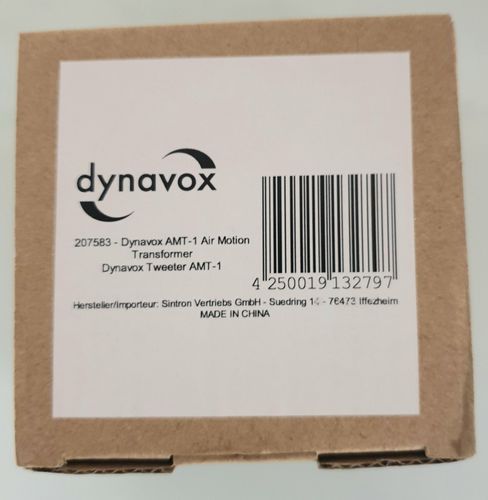 dynavox
207583 - Dynavox AMT-1 Air Motion
Transformer
Dynavox Tweeter AMT-1
4 250019 132797
Hersteller/Importeur: Sintron Vertriebs GmbH - Suedring 14 - 76473 Iffezheim
MADE IN CHINA